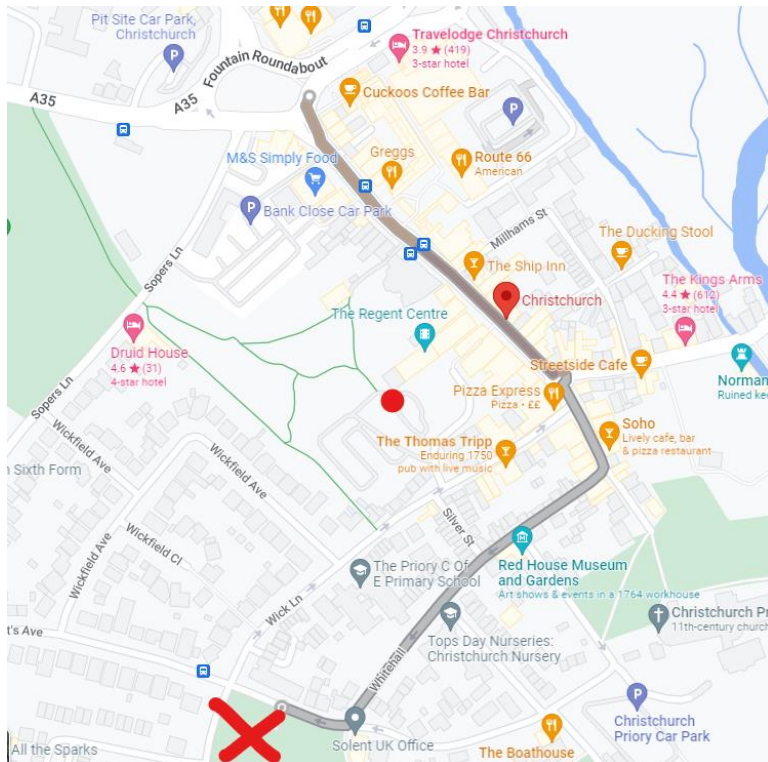 Pit Site Car Park,
Christchurch
P
Fountain Roundabout
A35
A35
Travelodge Christchurch
3.9 ★ (419)
3-star hotel
Cuckoos Coffee Bar
P
Greggs
Route 66
American
M&S Simply Food
P
Bank Close Car Park
Millhams St
The Ducking Stool
The Ship Inn
The Kings Arms
4.4 ★ (612)
3-star hotel
Christchurch
Sopers Ln
The Regent Centre
Druid House
4.6 ★ (31)
4-star hotel
Streetside Cafe
Norman
Ruined kee
Pizza Express
Pizza • ££
Sopers Ln
Soho
Lively cafe, bar
& pizza restaurant
The Thomas Tripp
Enduring 1750
pub with live music
Wickfield Ave
Wickfield Ave
n Sixth Form
Silver St
Wickfield Cl
Wickfield Ave
Red House Museum
and Gardens
Art shows & events in a 1764 workhouse
The Priory C Of
E Primary School
Wick Ln
Christchurch Pr
11th-century church
Tops Day Nurseries:
Christchurch Nursery
t's Ave
Whitehall
P
Christchurch
Priory Car Park
Solent UK Office
All the Sparks
The Boathouse